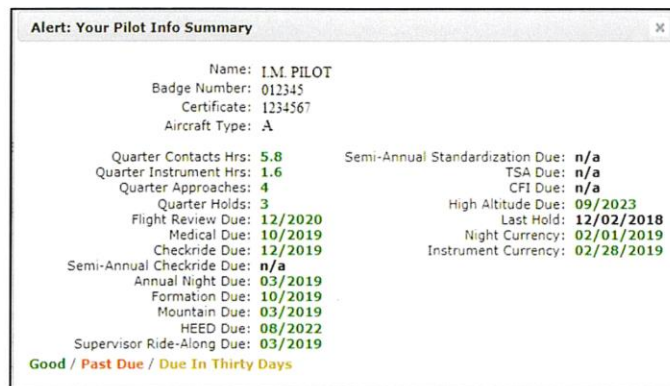 Alert: Your Pilot Info Summary x
Name: I.M. PILOT
Badge Number: 012345
Certificate: 1234567
Aircraft Type: A
Quarter Contacts Hrs: 5.8
Quarter Instrument Hrs: 1.6
Quarter Approaches: 4
Quarter Holds: 3
Flight Review Due: 12/2020
Medical Due: 10/2019
Checkride Due: 12/2019
Semi-Annual Checkride Due: n/a
Annual Night Due: 03/2019
Formation Due: 10/2019
Mountain Due: 03/2019
HEED Due: 08/2022
Supervisor Ride-Along Due: 03/2019
Semi-Annual Standardization Due: n/a
TSA Due: n/a
CFI Due: n/a
High Altitude Due: 09/2023
Last Hold: 12/02/2018
Night Currency: 02/01/2019
Instrument Currency: 02/28/2019
Good / Past Due / Due In Thirty Days